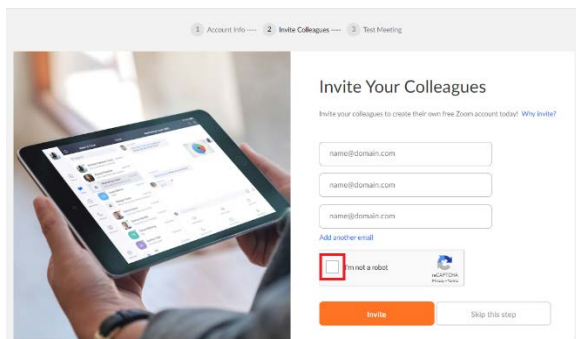 1 Account Info ---- 2 Invite Colleagues ---- 3 Test Meeting
Invite Your Colleagues
Invite your colleagues to create their own free Zoom account today! Why invite?
name@domain.com
name@domain.com
name@domain.com
Add another email
I'm not a robot
reCAPTCHA
Privacy - Terms
Invite
Skip this step